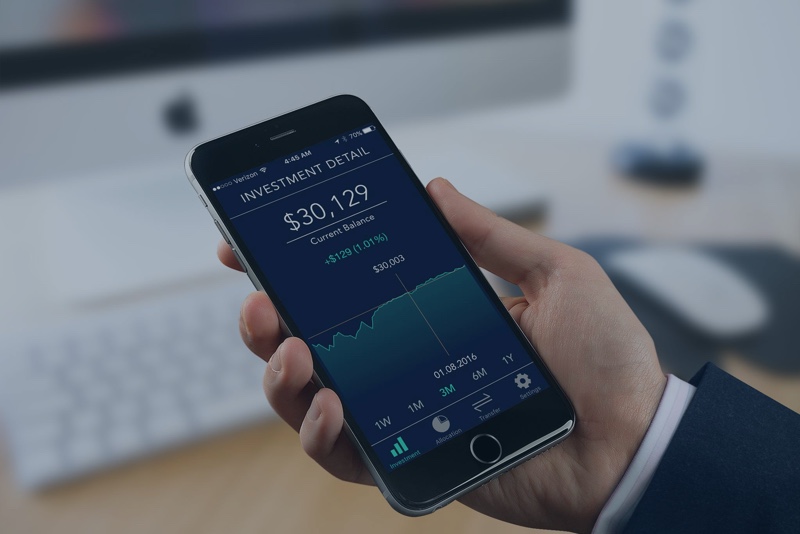 ●●○○○ Verizon 4:45 AM 70%
INVESTMENT DETAIL
$30,129
Current Balance
+$129 (1.01%)
$30,003
01.08.2016
1W 1M 3M 6M 1Y
Investment Allocation Transfer Settings